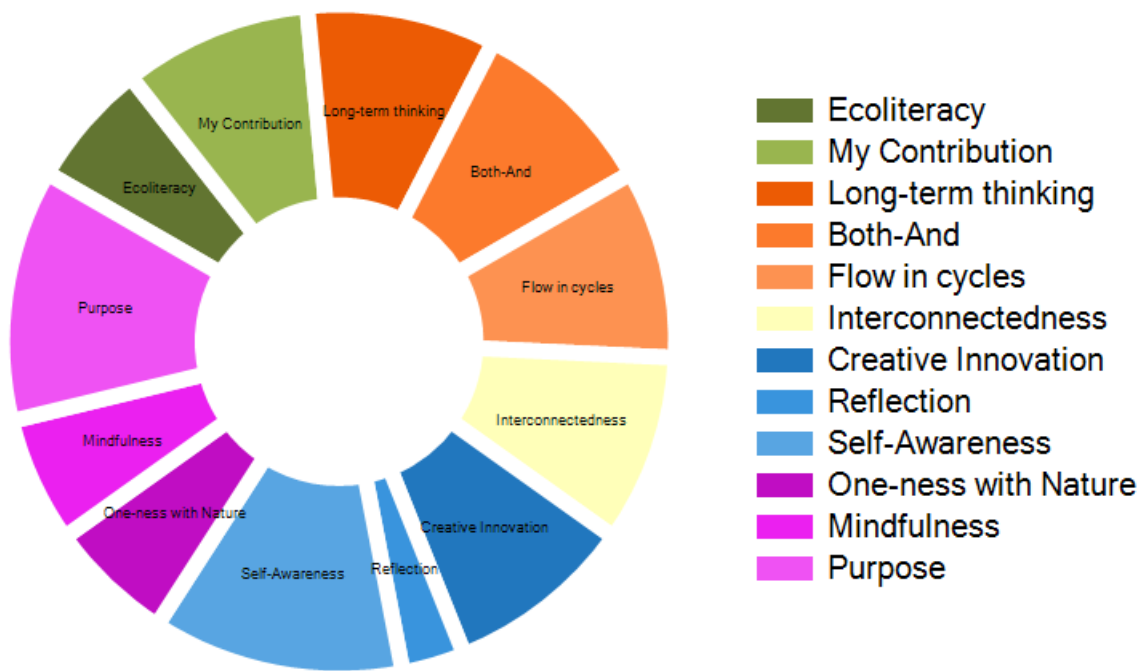 Long-term thinking
My Contribution
Both-And
Ecoliteracy
Flow in cycles
Purpose
Interconnectedness
Mindfulness
One-ness with Nature
Creative Innovation
Reflection
Self-Awareness
Ecoliteracy
My Contribution
Long-term thinking
Both-And
Flow in cycles
Interconnectedness
Creative Innovation
Reflection
Self-Awareness
One-ness with Nature
Mindfulness
Purpose